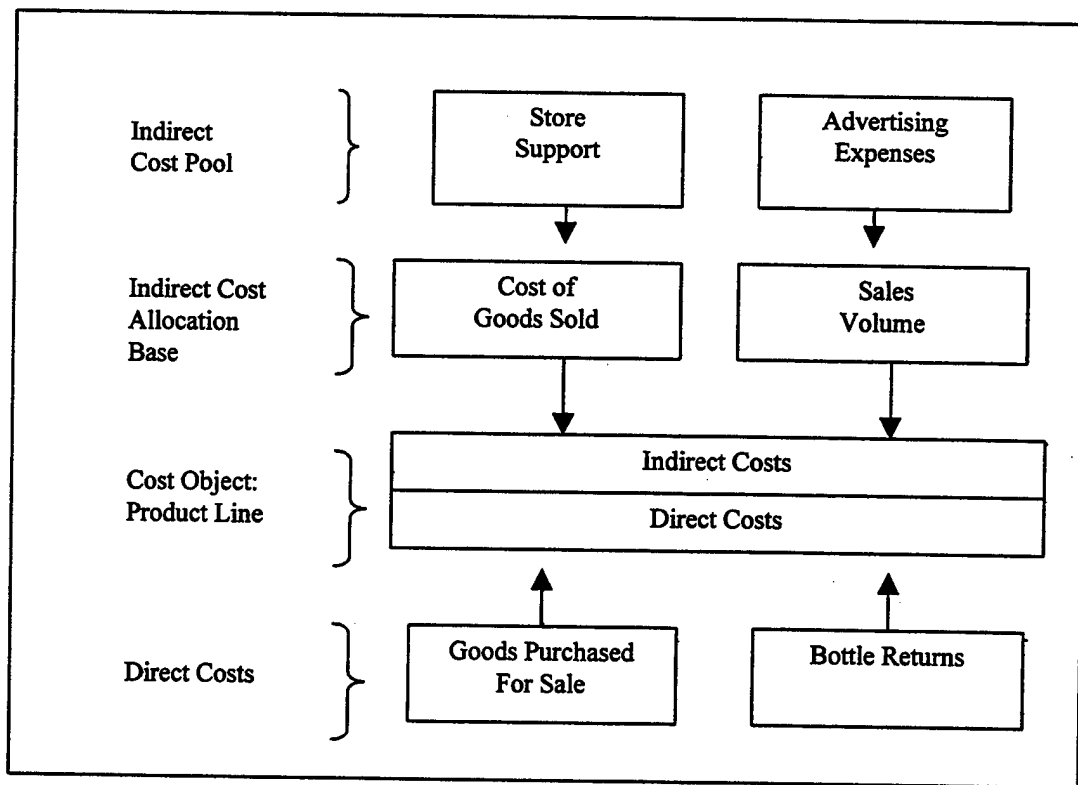 Indirect
Cost Pool
Store
Support
Advertising
Expenses
Indirect Cost
Allocation
Base
Cost of
Goods Sold
Sales
Volume
Cost Object:
Product Line
Indirect Costs
Direct Costs
Direct Costs
Goods Purchased
For Sale
Bottle Returns